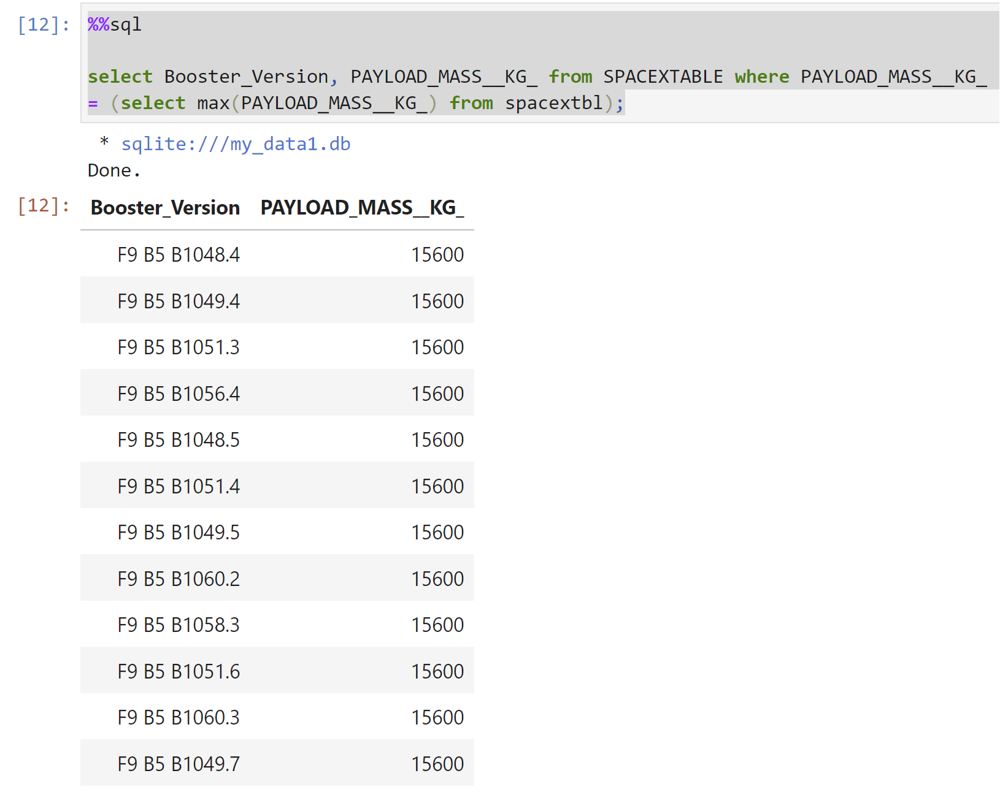 [12]: %%sql
select Booster_Version, PAYLOAD_MASS__KG_ from SPACEXTABLE where PAYLOAD_MASS__KG_
= (select max(PAYLOAD_MASS__KG_) from spacextbl);
* sqlite:///my_data1.db
Done.
[12]: Booster_Version PAYLOAD_MASS__KG_
F9 B5 B1048.4 15600
F9 B5 B1049.4 15600
F9 B5 B1051.3 15600
F9 B5 B1056.4 15600
F9 B5 B1048.5 15600
F9 B5 B1051.4 15600
F9 B5 B1049.5 15600
F9 B5 B1060.2 15600
F9 B5 B1058.3 15600
F9 B5 B1051.6 15600
F9 B5 B1060.3 15600
F9 B5 B1049.7 15600